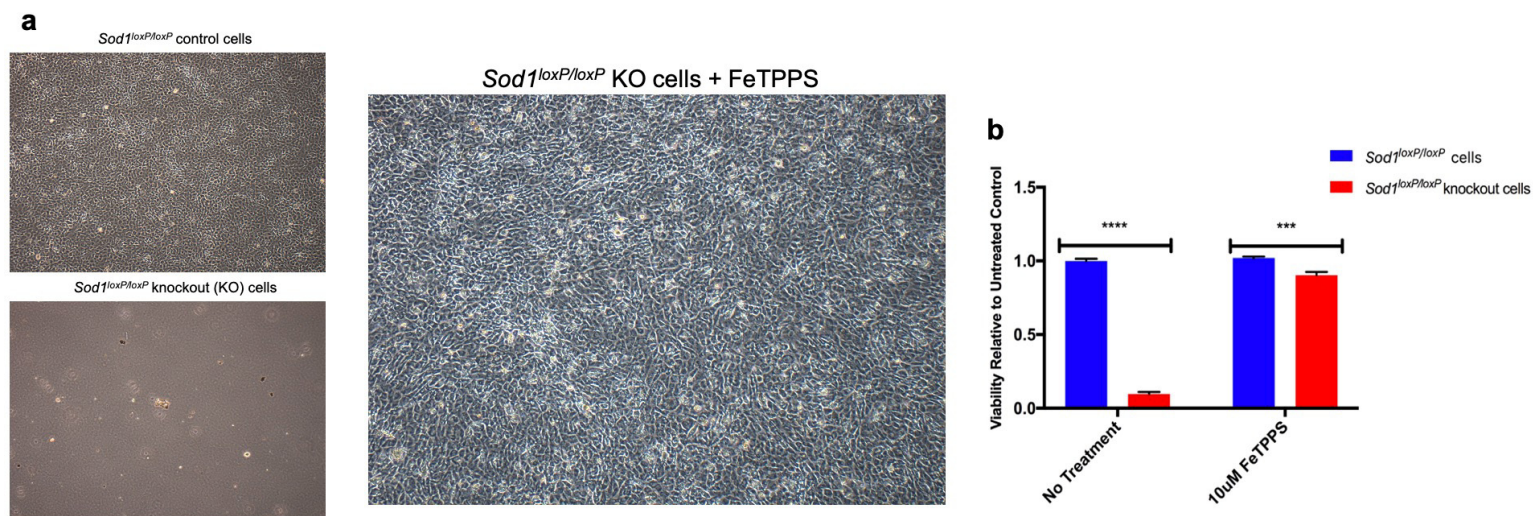 a
Sod1loxP/loxP control cells
Sod1loxP/loxP knockout (KO) cells
Sod1loxP/loxP KO cells + FeTPPS
b
Sod1loxP/loxP cells
Sod1loxP/loxP knockout cells
Viability Relative to Untreated Control
1.5
1.0
0.5
0.0
****
***
No Treatment
10uM FeTPPS